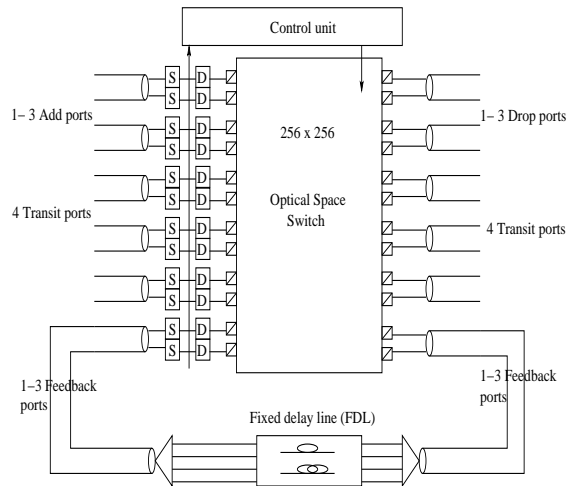 Control unit
S D
S D
1– 3 Add ports
1– 3 Drop ports
S D
S D
256 x 256
S D
S D
Optical Space
Switch
4 Transit ports
4 Transit ports
S D
S D
S D
S D
S D
S D
1–3 Feedback
ports
1–3 Feedback
ports
Fixed delay line (FDL)